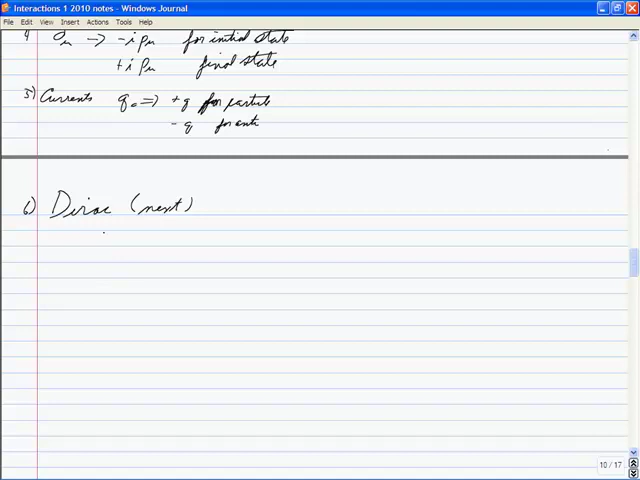 Interactions 1 2010 notes - Windows Journal
File Edit View Insert Actions Tools Help
4 ∂μ → -i pμ for initial state
+i pμ final state
5) Currents q₀ ⇒ +q for particle
-q for anti
6) Dirac (next)
10 / 17